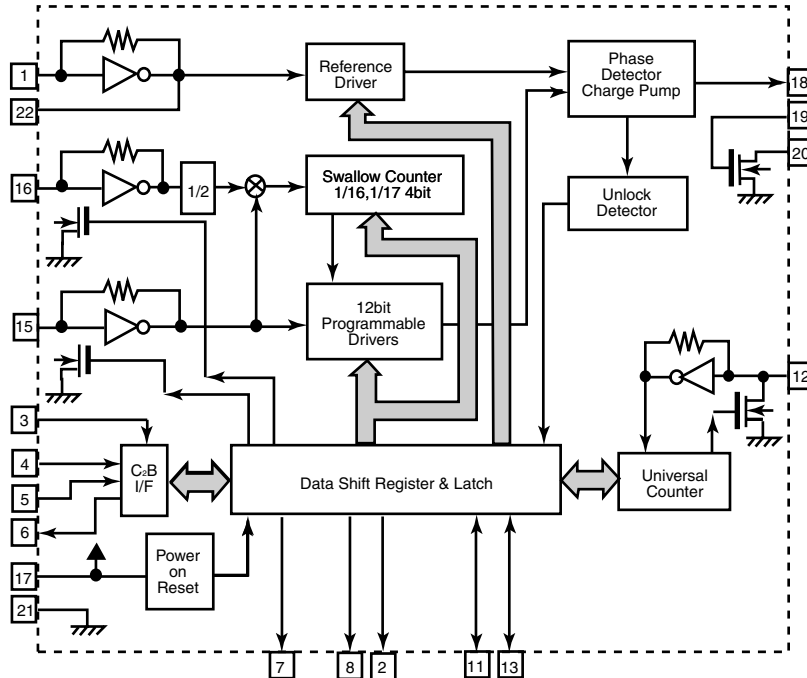 1
22
16
15
3
4
5
6
17
21
Reference
Driver
Phase
Detector
Charge Pump
18
19
20
1/2
Swallow Counter
1/16,1/17 4bit
Unlock
Detector
12bit
Programmable
Drivers
12
C2B
I/F
Data Shift Register & Latch
Universal
Counter
Power
on
Reset
7
8
2
11
13